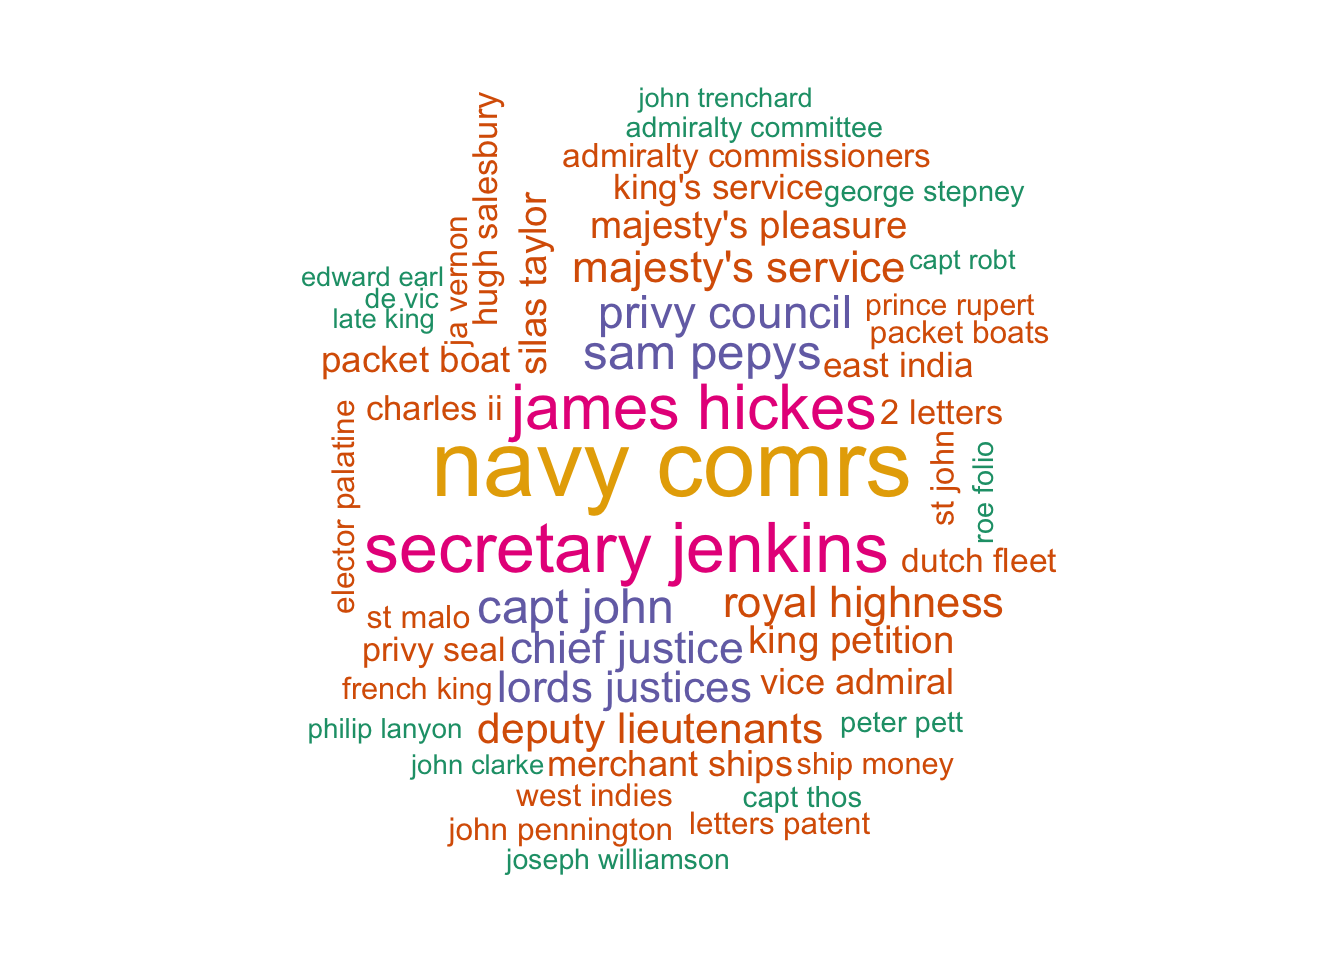 john trenchard
admiralty committee
admiralty commissioners
king's service
george stepney
hugh salesbury
silas taylor
ja vernon
majesty's pleasure
majesty's service
capt robt
edward earl
de vic
late king
privy council
prince rupert
packet boats
packet boat
sam pepys
east india
charles ii
james hickes
2 letters
elector palatine
navy comrs
st john
roe folio
secretary jenkins
dutch fleet
st malo
capt john
royal highness
privy seal
chief justice
king petition
french king
lords justices
vice admiral
philip lanyon
deputy lieutenants
peter pett
john clarke
merchant ships
ship money
west indies
capt thos
john pennington
letters patent
joseph williamson